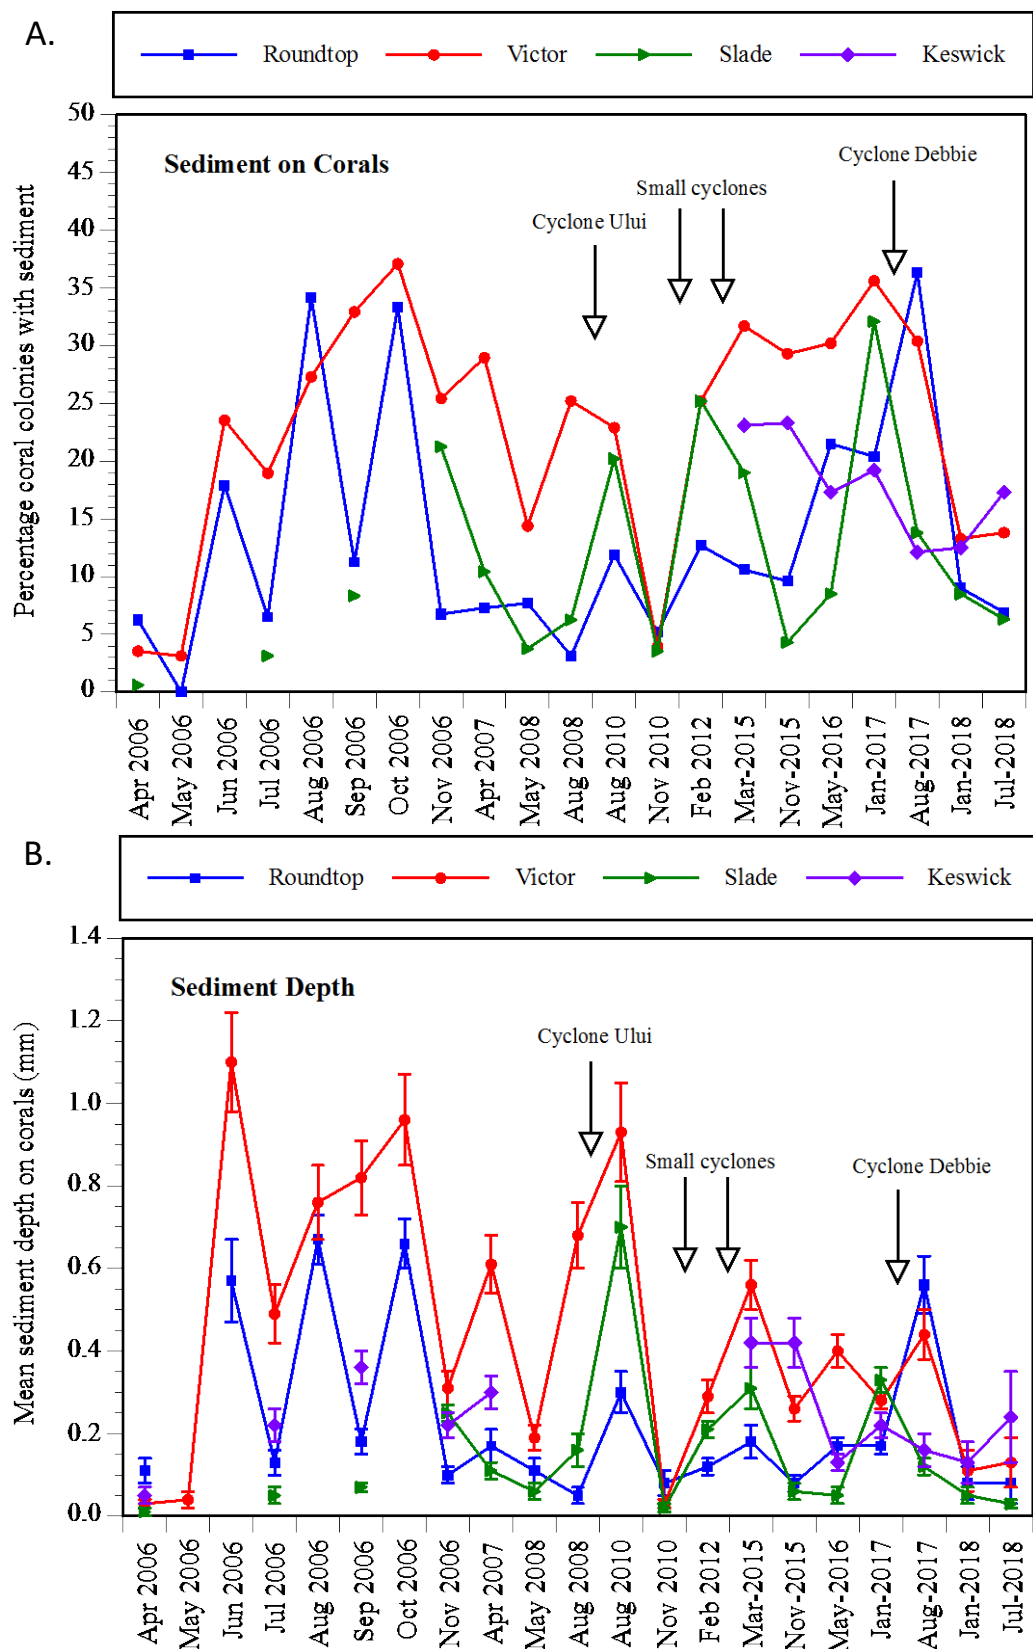 A.
Roundtop Victor Slade Keswick
50
45
40
35
30
25
20
15
10
5
0
Percentage coral colonies with sediment
Sediment on Corals
Cyclone Debbie
Small cyclones
Cyclone Ului
Apr 2006
May 2006
Jun 2006
Jul 2006
Aug 2006
Sep 2006
Oct 2006
Nov 2006
Apr 2007
May 2008
Aug 2008
Aug 2010
Nov 2010
Feb 2012
Mar-2015
Nov-2015
May-2016
Jan-2017
Aug-2017
Jan-2018
Jul-2018
B.
Roundtop Victor Slade Keswick
1.4
1.2
1.0
0.8
0.6
0.4
0.2
0.0
Mean sediment depth on corals (mm)
Sediment Depth
Cyclone Ului
Small cyclones
Cyclone Debbie
Apr 2006
May 2006
Jun 2006
Jul 2006
Aug 2006
Sep 2006
Oct 2006
Nov 2006
Apr 2007
May 2008
Aug 2008
Aug 2010
Nov 2010
Feb 2012
Mar-2015
Nov-2015
May-2016
Jan-2017
Aug-2017
Jan-2018
Jul-2018